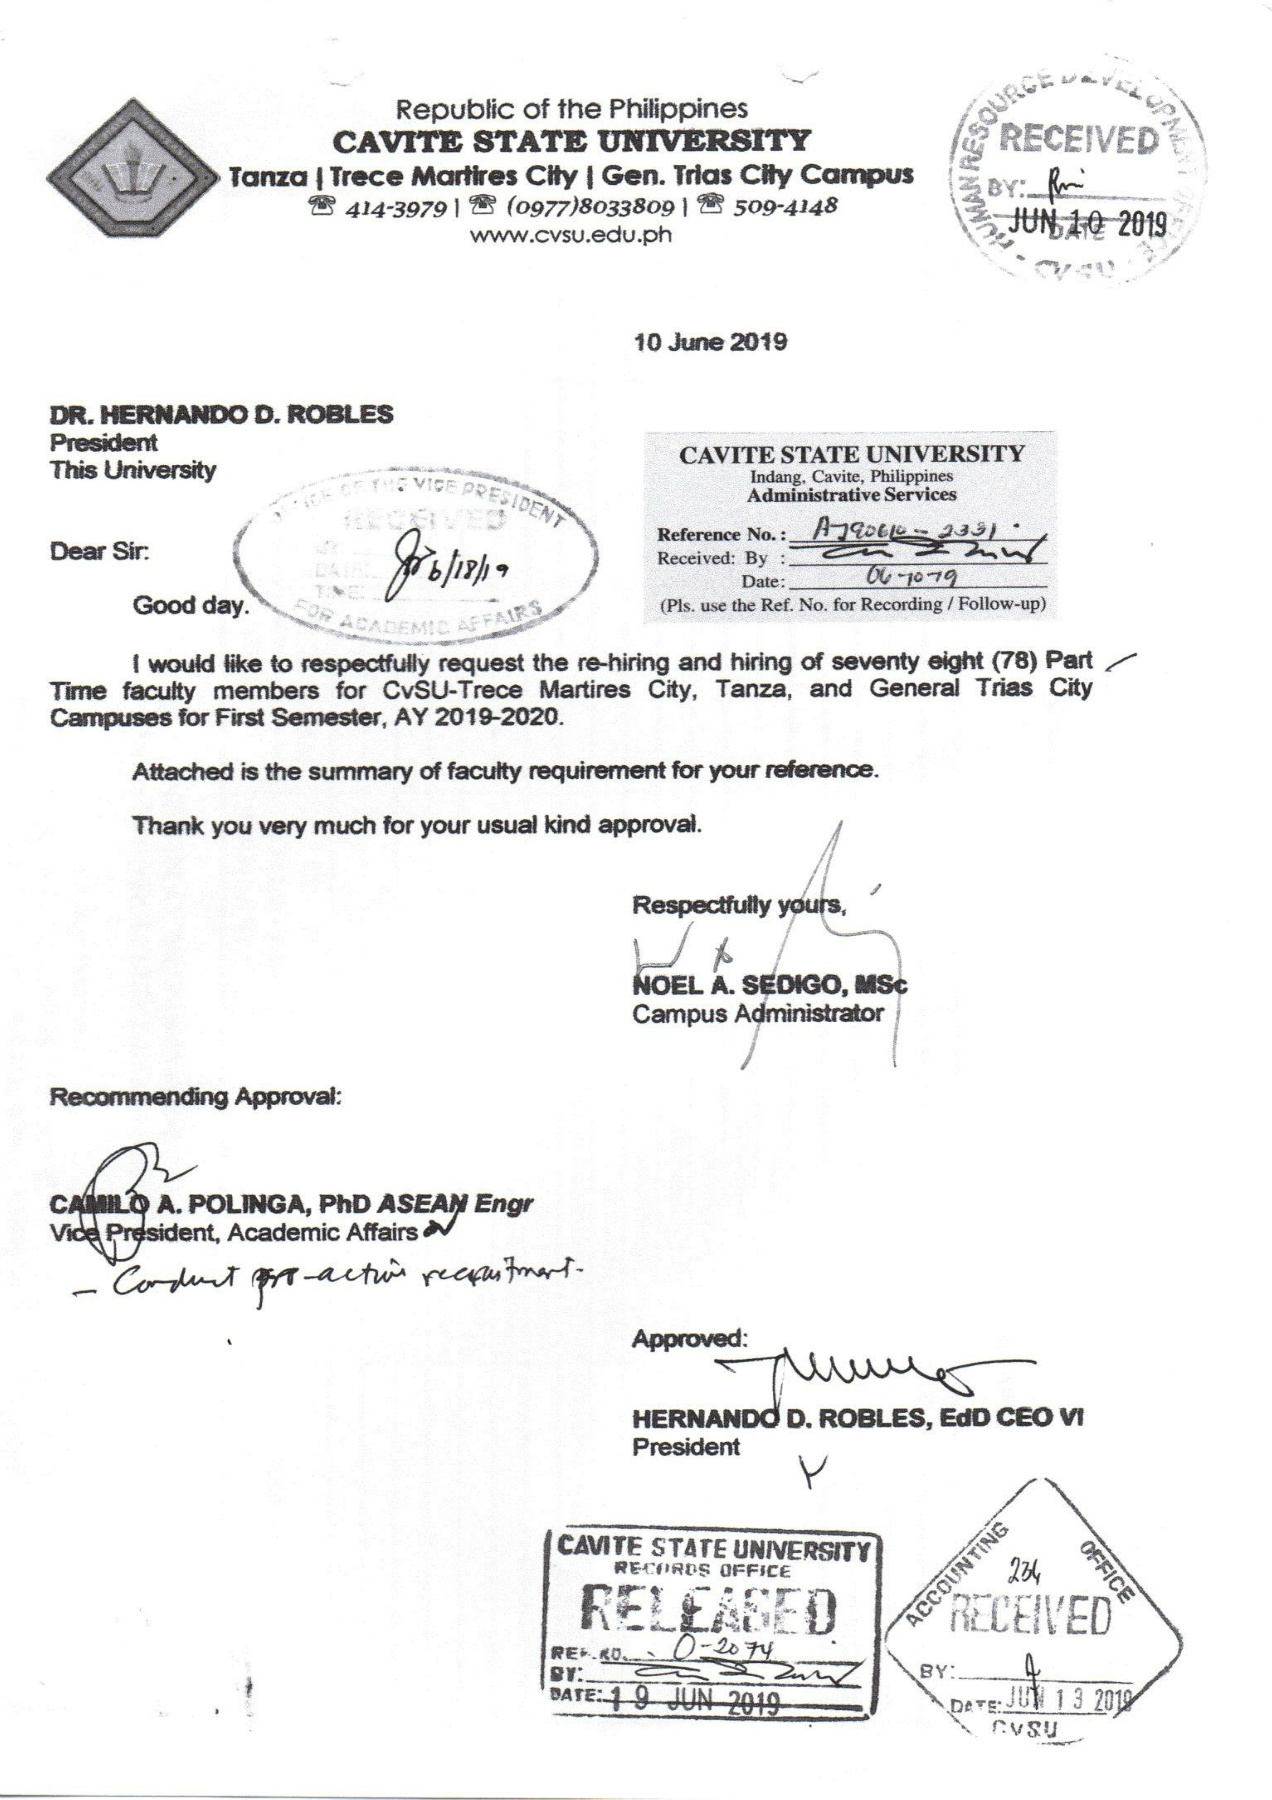 Republic of the Philippines
CAVITE STATE UNIVERSITY
Tanza | Trece Martires City | Gen. Trias City Campus
☏ 414-3979 | ☏ (0977)8033809 | ☏ 509-4148
www.cvsu.edu.ph
HUMAN RESOURCE DEVELOPMENT OFFICE
RECEIVED
BY:
JUN 10 2019
DATE
- CVSU -
10 June 2019
DR. HERNANDO D. ROBLES
President
This University
CAVITE STATE UNIVERSITY
Indang, Cavite, Philippines
Administrative Services
Reference No. : A-190610-2331
Received: By :
Date: 06-10-19
(Pls. use the Ref. No. for Recording / Follow-up)
OFFICE OF THE VICE PRESIDENT
RECEIVED
BY:
DATE: 6/18/19
TIME:
FOR ACADEMIC AFFAIRS
Dear Sir:
Good day.
I would like to respectfully request the re-hiring and hiring of seventy eight (78) Part
Time faculty members for CvSU-Trece Martires City, Tanza, and General Trias City
Campuses for First Semester, AY 2019-2020.
Attached is the summary of faculty requirement for your reference.
Thank you very much for your usual kind approval.
Respectfully yours,
NOEL A. SEDIGO, MSc
Campus Administrator
Recommending Approval:
CAMILO A. POLINGA, PhD ASEAN Engr
Vice President, Academic Affairs
- Conduct pro-active recruitment.
Approved:
HERNANDO D. ROBLES, EdD CEO VI
President
CAVITE STATE UNIVERSITY
RECORDS OFFICE
RELEASED
REF. NO. 0-2074
BY:
DATE: 19 JUN 2019
ACCOUNTING OFFICE
234
RECEIVED
BY:
DATE: JUN 13 2019
CVSU